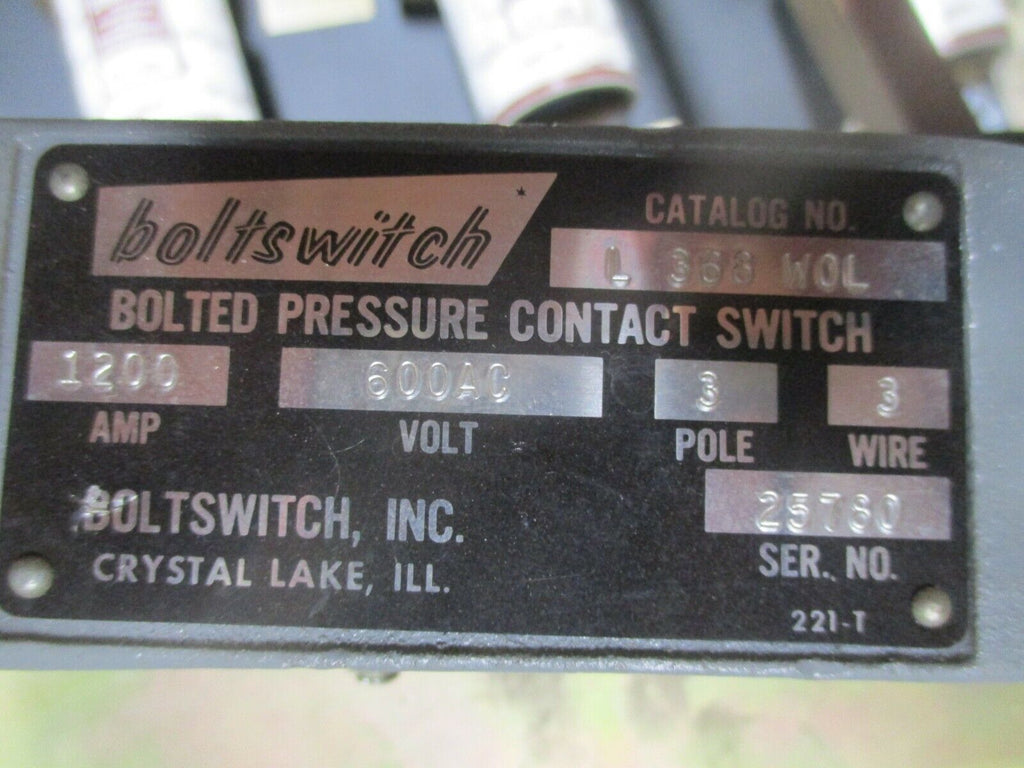 boltswitch
CATALOG NO.
L 368 WOL
BOLTED PRESSURE CONTACT SWITCH
1200 600AC 3 3
AMP VOLT POLE WIRE
BOLTSWITCH, INC.
25780
CRYSTAL LAKE, ILL.
SER. NO.
221-T